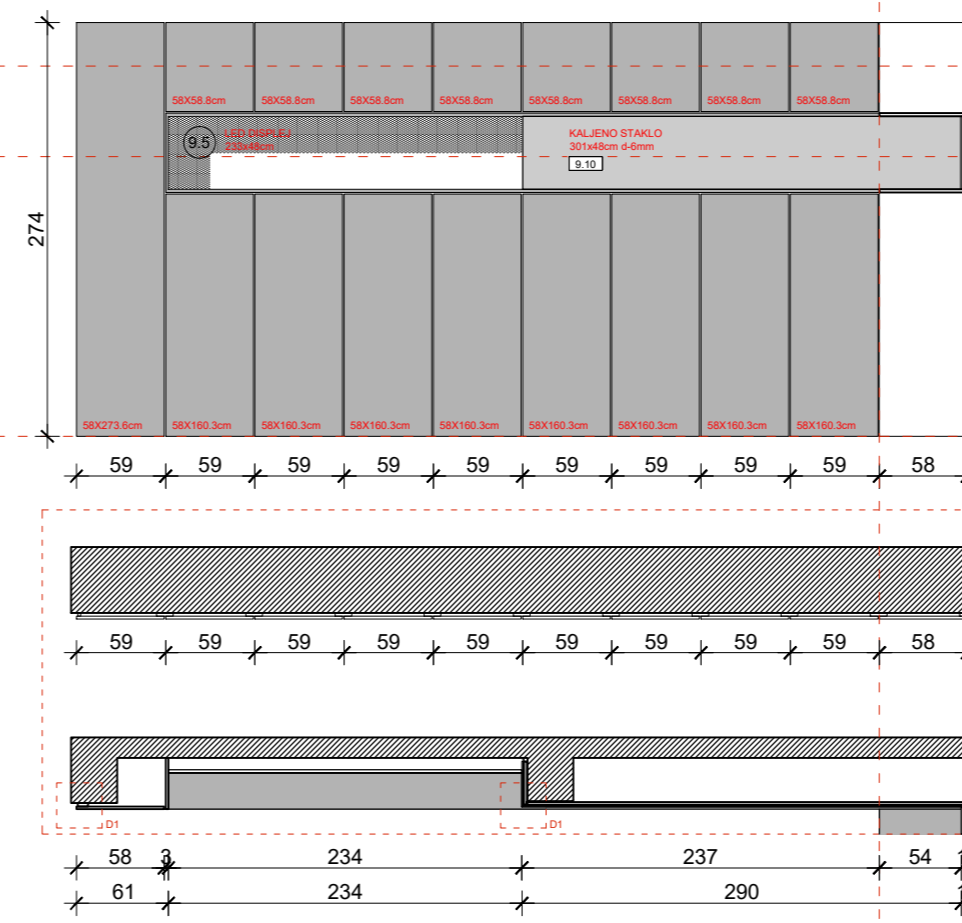 58X58.8cm 58X58.8cm 58X58.8cm 58X58.8cm 58X58.8cm 58X58.8cm 58X58.8cm 58X58.8cm
9.5
LED DISPLEJ
233x48cm
KALJENO STAKLO
301x48cm d-6mm
9.10
274
58X273.6cm 58X160.3cm 58X160.3cm 58X160.3cm 58X160.3cm 58X160.3cm 58X160.3cm 58X160.3cm 58X160.3cm
59 59 59 59 59 59 59 59 59 58
59 59 59 59 59 59 59 59 59 58
D1 D1
58 3 234 237 54
61 234 290